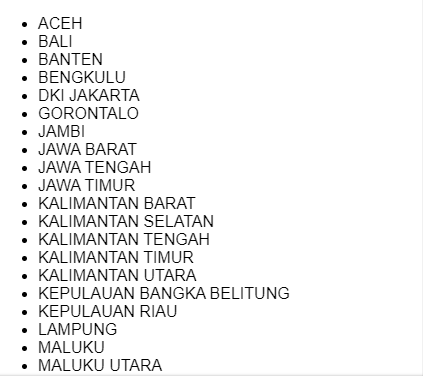 ACEH
BALI
BANTEN
BENGKULU
DKI JAKARTA
GORONTALO
JAMBI
JAWA BARAT
JAWA TENGAH
JAWA TIMUR
KALIMANTAN BARAT
KALIMANTAN SELATAN
KALIMANTAN TENGAH
KALIMANTAN TIMUR
KALIMANTAN UTARA
KEPULAUAN BANGKA BELITUNG
KEPULAUAN RIAU
LAMPUNG
MALUKU
MALUKU UTARA